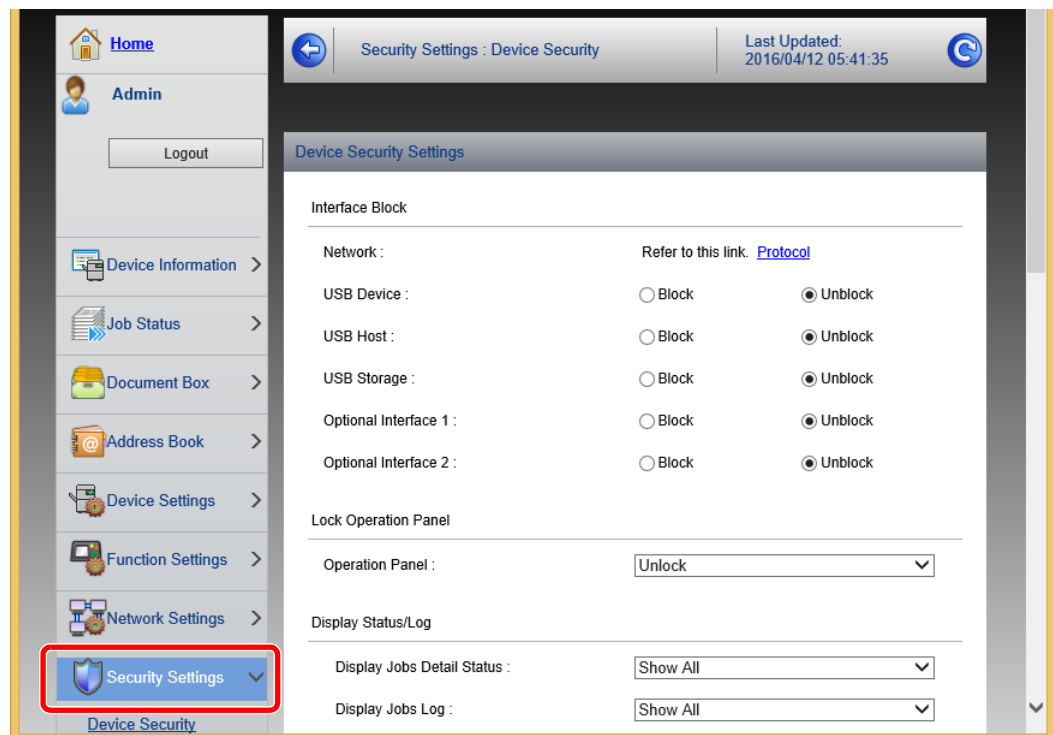 Home
Admin
Logout
Device Information
Job Status
Document Box
Address Book
Device Settings
Function Settings
Network Settings
Security Settings
Device Security
Security Settings : Device Security
Last Updated:
2016/04/12 05:41:35
Device Security Settings
Interface Block
Network : Refer to this link. Protocol
USB Device : Block Unblock
USB Host : Block Unblock
USB Storage : Block Unblock
Optional Interface 1 : Block Unblock
Optional Interface 2 : Block Unblock
Lock Operation Panel
Operation Panel : Unlock
Display Status/Log
Display Jobs Detail Status : Show All
Display Jobs Log : Show All